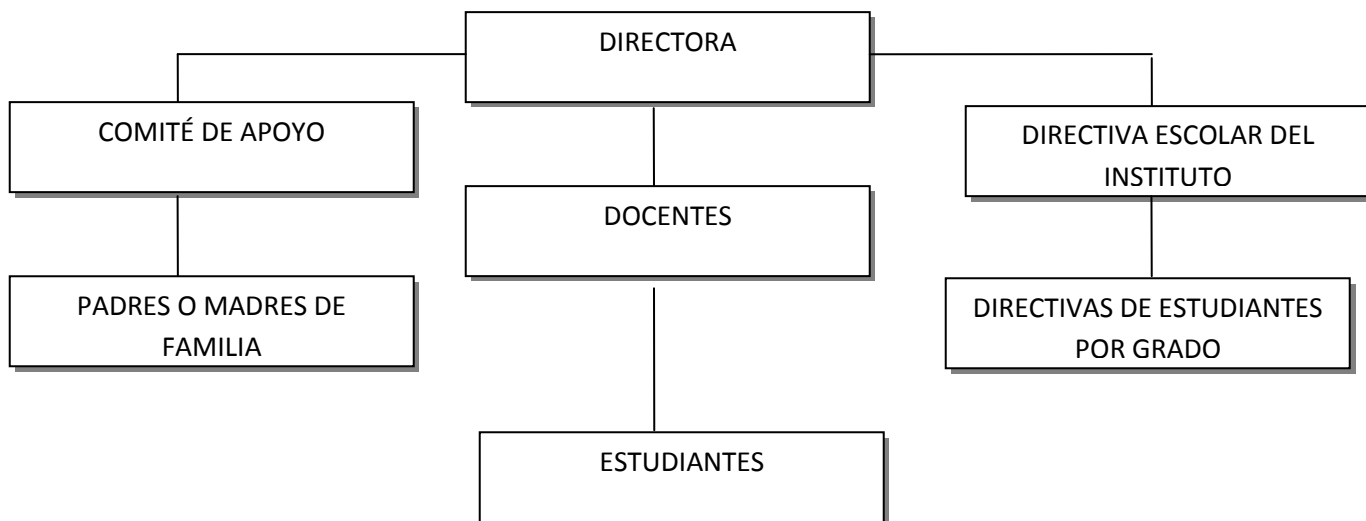 DIRECTORA
COMITÉ DE APOYO
DIRECTIVA ESCOLAR DEL
INSTITUTO
DOCENTES
PADRES O MADRES DE
FAMILIA
DIRECTIVAS DE ESTUDIANTES
POR GRADO
ESTUDIANTES